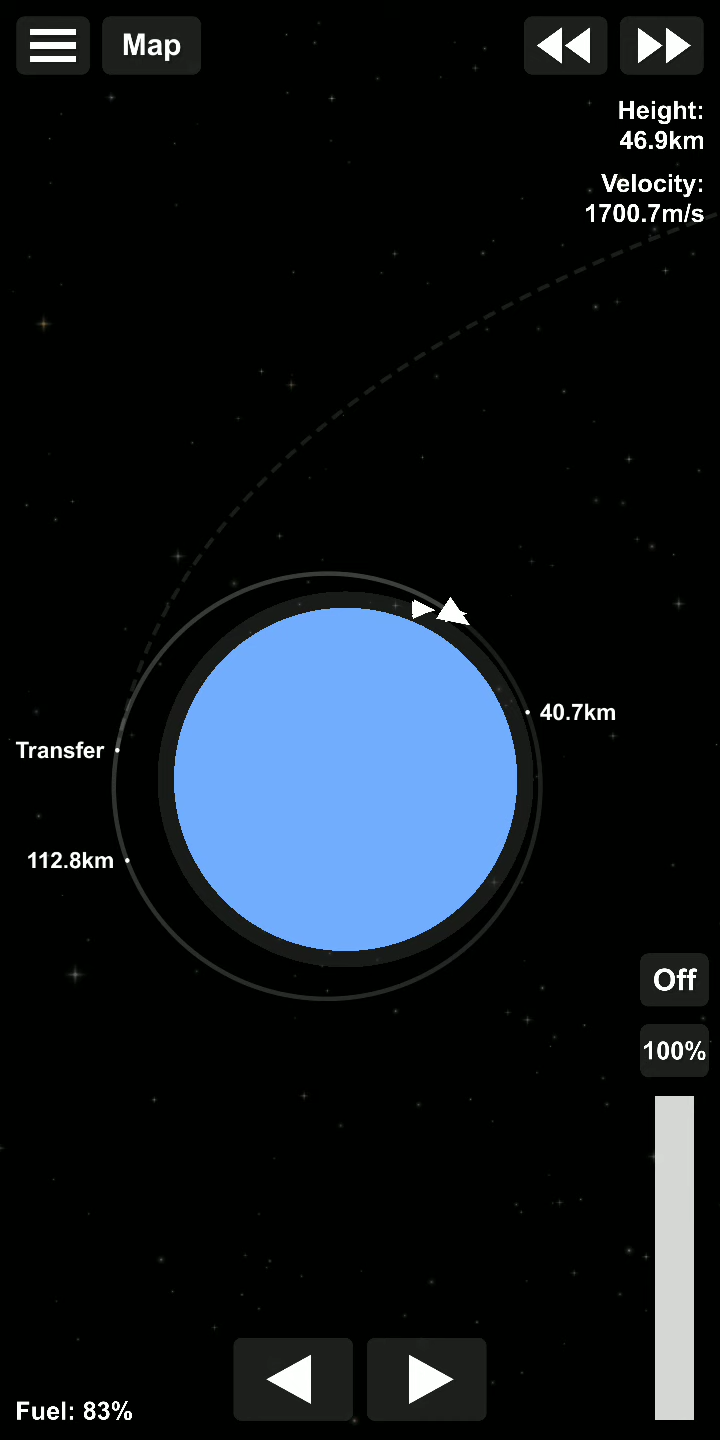 Map
Height:
46.9km
Velocity:
1700.7m/s
40.7km
Transfer
112.8km
Off
100%
Fuel: 83%